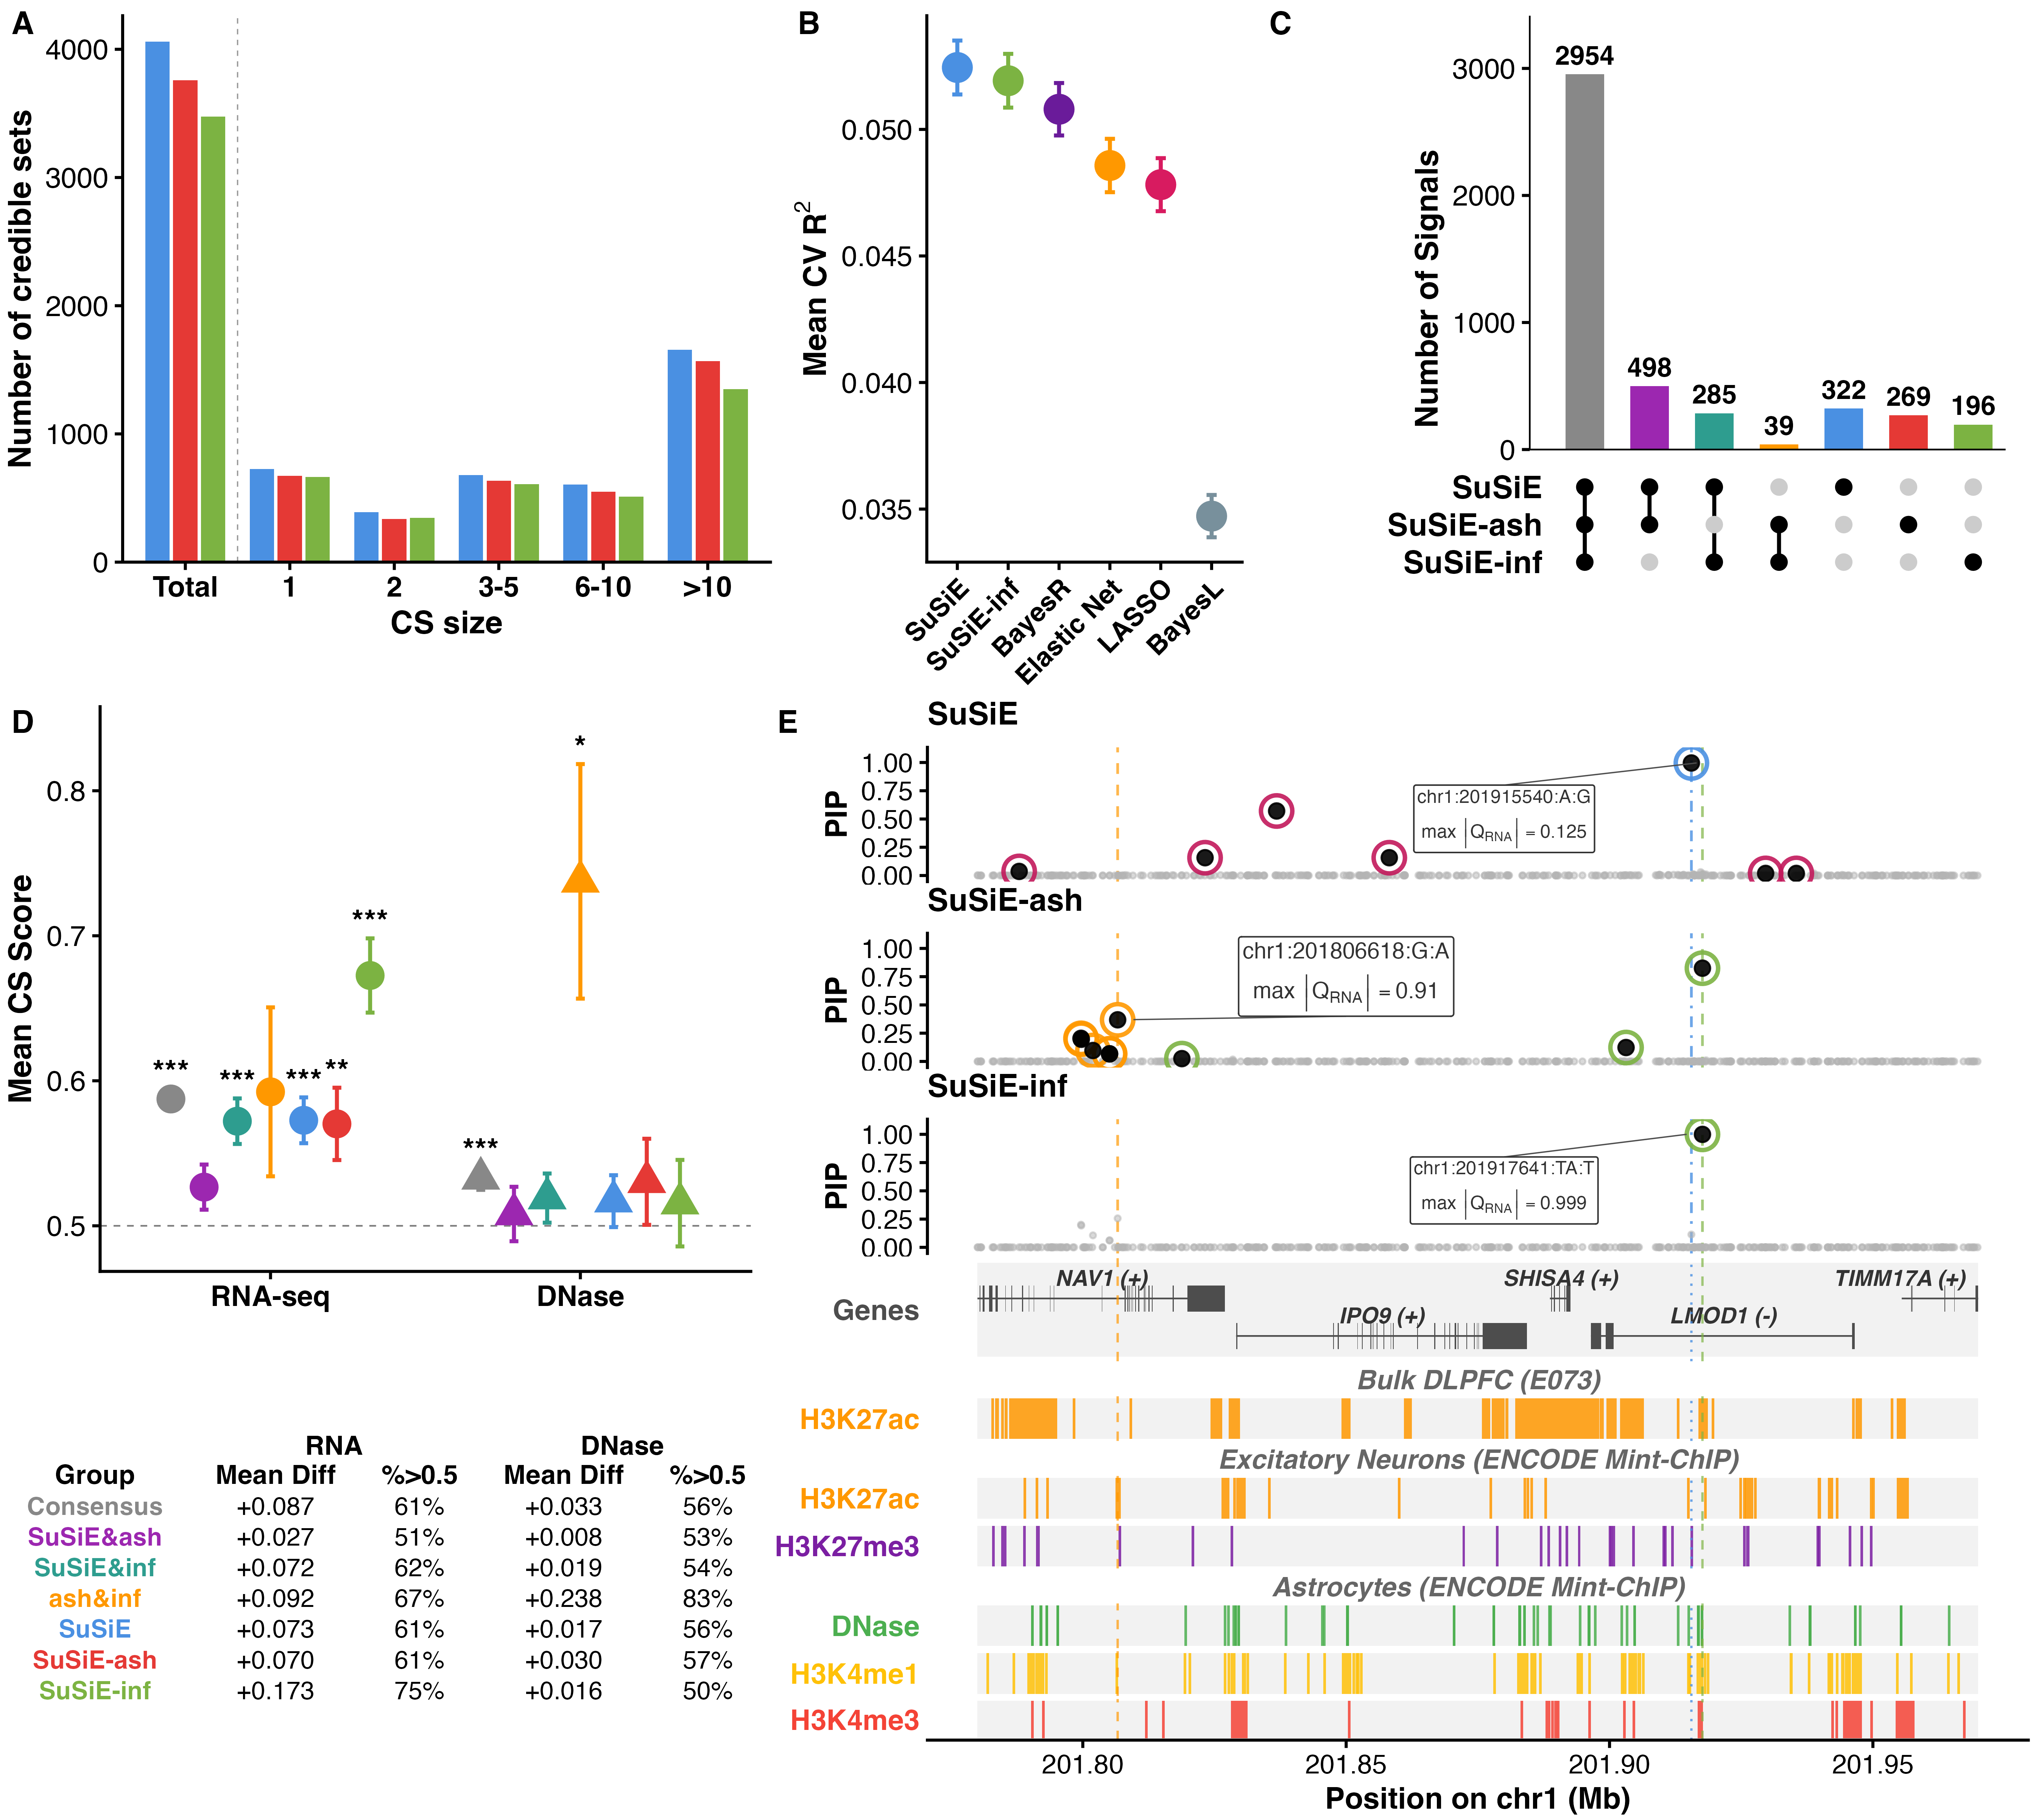 A
Number of credible sets
4000
3000
2000
1000
0
Total
1
2
3-5
6-10
>10
CS size
B
Mean CV R2
0.050
0.045
0.040
0.035
SuSiE
SuSiE-inf
BayesR
Elastic Net
LASSO
BayesL
C
Number of Signals
3000
2000
1000
0
2954
498
285
39
322
269
196
SuSiE
SuSiE-ash
SuSiE-inf
D
Mean CS Score
0.8
0.7
0.6
0.5
***
***
***
**
***
***
*
RNA-seq
DNase
RNA DNase
Group Mean Diff %>0.5 Mean Diff %>0.5
Consensus +0.087 61% +0.033 56%
SuSiE&ash +0.027 51% +0.008 53%
SuSiE&inf +0.072 62% +0.019 54%
ash&inf +0.092 67% +0.238 83%
SuSiE +0.073 61% +0.017 56%
SuSiE-ash +0.070 61% +0.030 57%
SuSiE-inf +0.173 75% +0.016 50%
E
SuSiE
PIP
1.00
0.75
0.50
0.25
0.00
chr1:201915540:A:G
max |QRNA| = 0.125
SuSiE-ash
PIP
1.00
0.75
0.50
0.25
0.00
chr1:201806618:G:A
max |QRNA| = 0.91
SuSiE-inf
PIP
1.00
0.75
0.50
0.25
0.00
chr1:201917641:TA:T
max |QRNA| = 0.999
Genes
NAV1 (+)
SHISA4 (+)
TIMM17A (+)
IPO9 (+)
LMOD1 (-)
Bulk DLPFC (E073)
H3K27ac
Excitatory Neurons (ENCODE Mint-ChIP)
H3K27ac
H3K27me3
Astrocytes (ENCODE Mint-ChIP)
DNase
H3K4me1
H3K4me3
201.80
201.85
201.90
201.95
Position on chr1 (Mb)